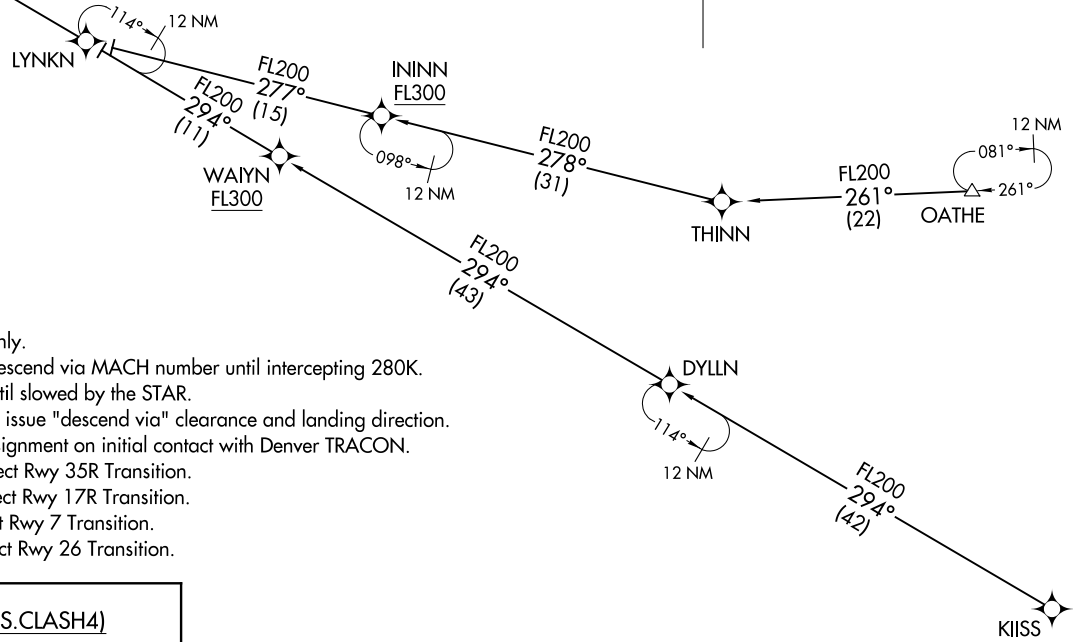 114°
12 NM
LYNKN
FL200
277°
(15)
ININN
FL300
FL200
294°
(11)
098°
12 NM
WAIYN
FL300
FL200
278°
(31)
12 NM
081°
FL200
261°
(22)
261°
OATHE
THINN
FL200
294°
(43)
DYLLN
114°
12 NM
FL200
294°
(42)
KIISS
nly.
escend via MACH number until intercepting 280K.
til slowed by the STAR.
issue "descend via" clearance and landing direction.
signment on initial contact with Denver TRACON.
ect Rwy 35R Transition.
ect Rwy 17R Transition.
t Rwy 7 Transition.
ct Rwy 26 Transition.
S.CLASH4)